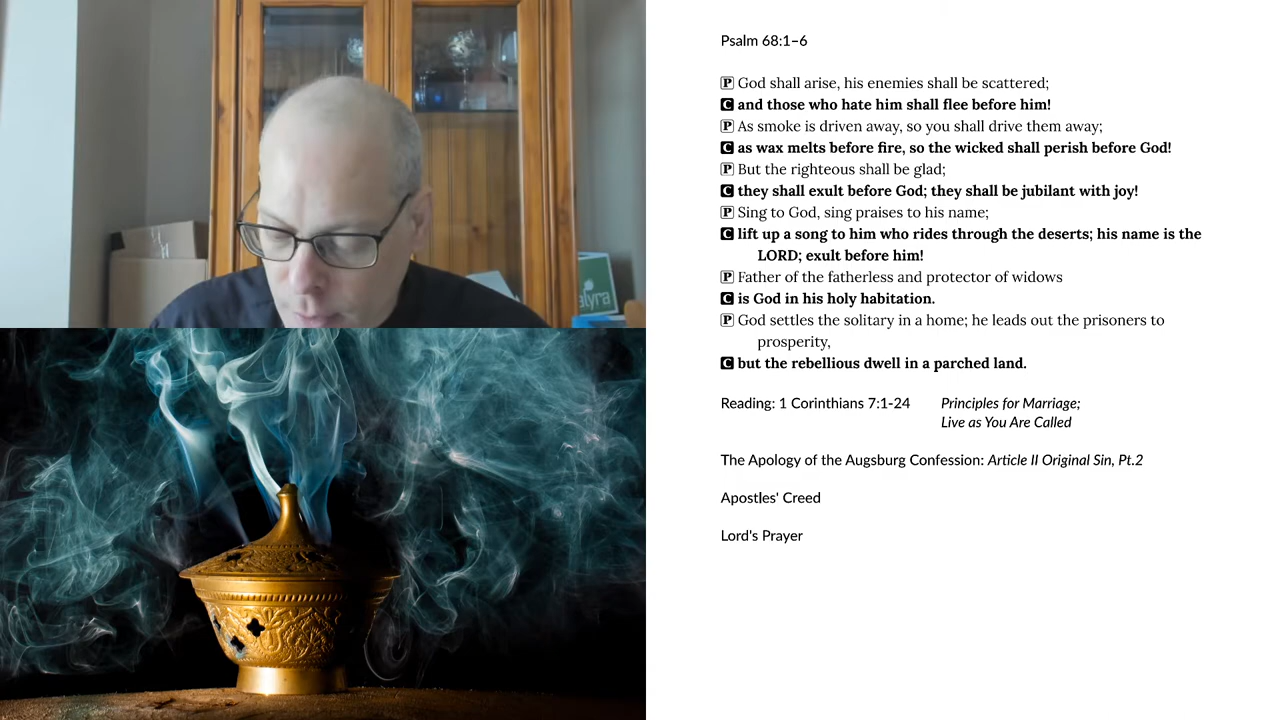 Psalm 68:1–6
P God shall arise, his enemies shall be scattered;
C and those who hate him shall flee before him!
P As smoke is driven away, so you shall drive them away;
C as wax melts before fire, so the wicked shall perish before God!
P But the righteous shall be glad;
C they shall exult before God; they shall be jubilant with joy!
P Sing to God, sing praises to his name;
C lift up a song to him who rides through the deserts; his name is the
LORD; exult before him!
P Father of the fatherless and protector of widows
C is God in his holy habitation.
P God settles the solitary in a home; he leads out the prisoners to
prosperity,
C but the rebellious dwell in a parched land.
Reading: 1 Corinthians 7:1-24 Principles for Marriage;
Live as You Are Called
The Apology of the Augsburg Confession: Article II Original Sin, Pt.2
Apostles' Creed
Lord's Prayer